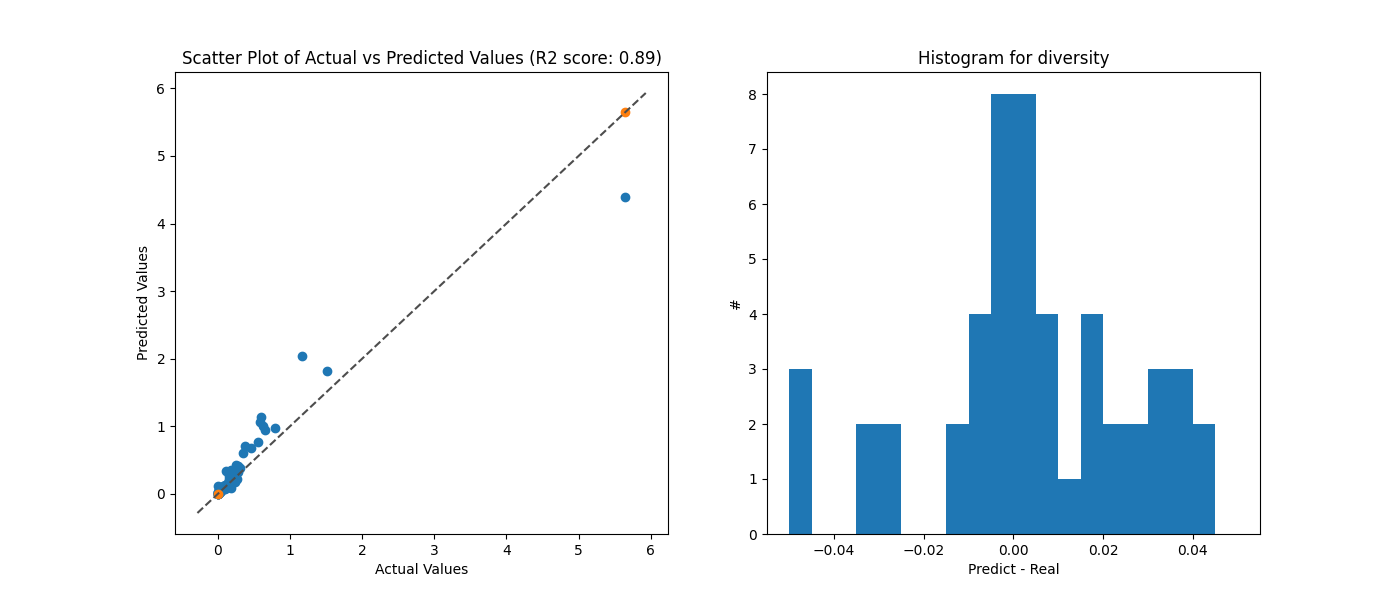 Scatter Plot of Actual vs Predicted Values (R2 score: 0.89)
6
5
4
3
2
1
0
Predicted Values
0 1 2 3 4 5 6
Actual Values
Histogram for diversity
8
7
6
5
4
3
2
1
0
#
−0.04 −0.02 0.00 0.02 0.04
Predict - Real